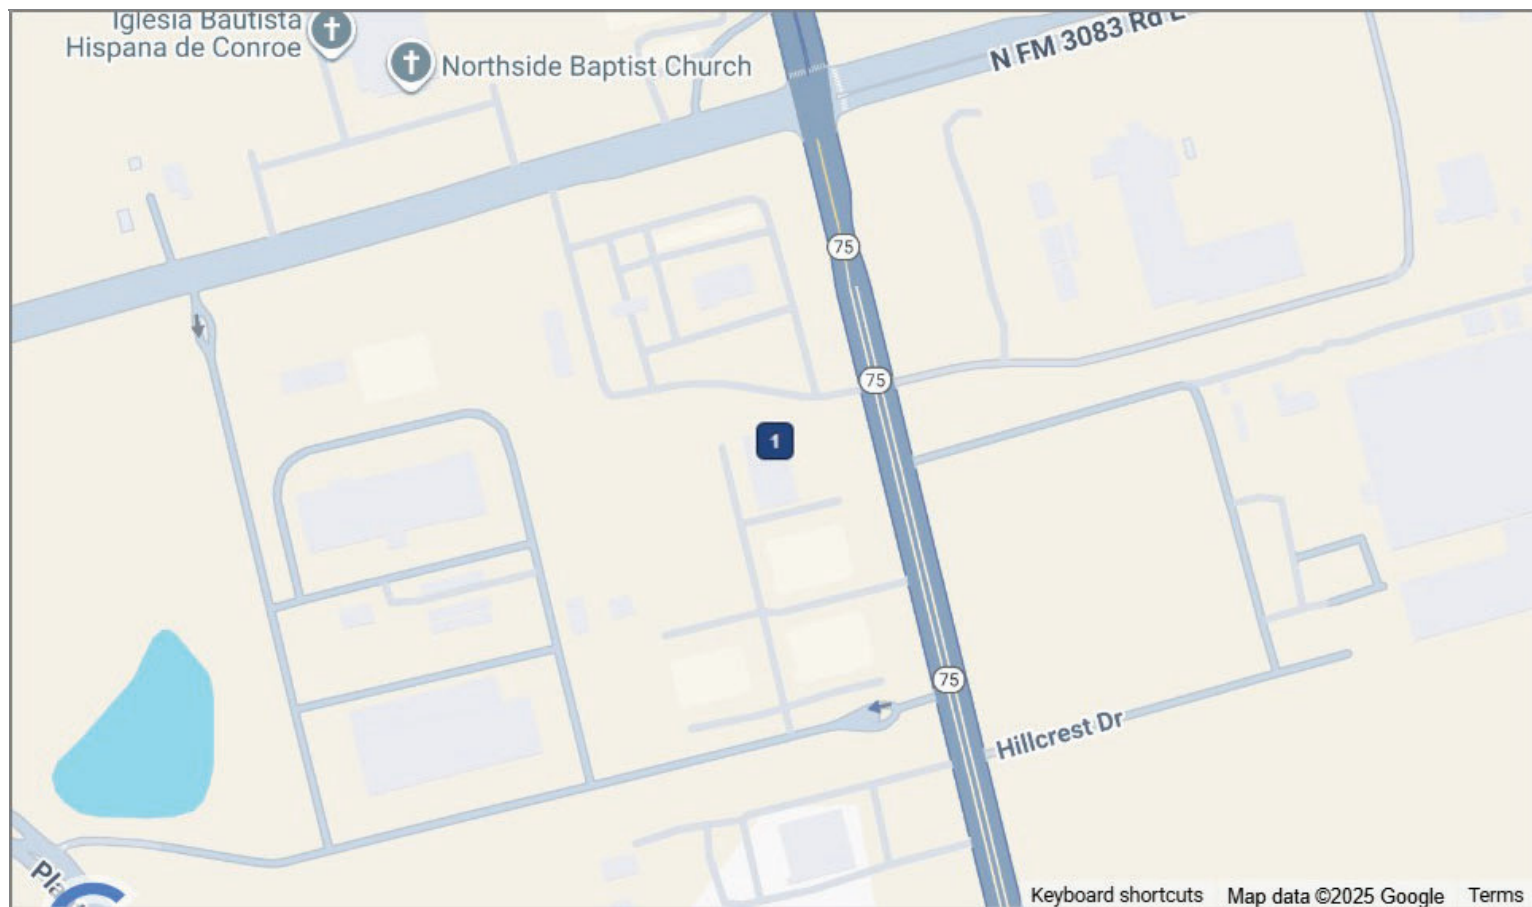 Iglesia Bautista
Hispana de Conroe
Northside Baptist Church
N FM 3083 Rd E
75
75
1
75
Hillcrest Dr
Keyboard shortcuts
Map data ©2025 Google
Terms